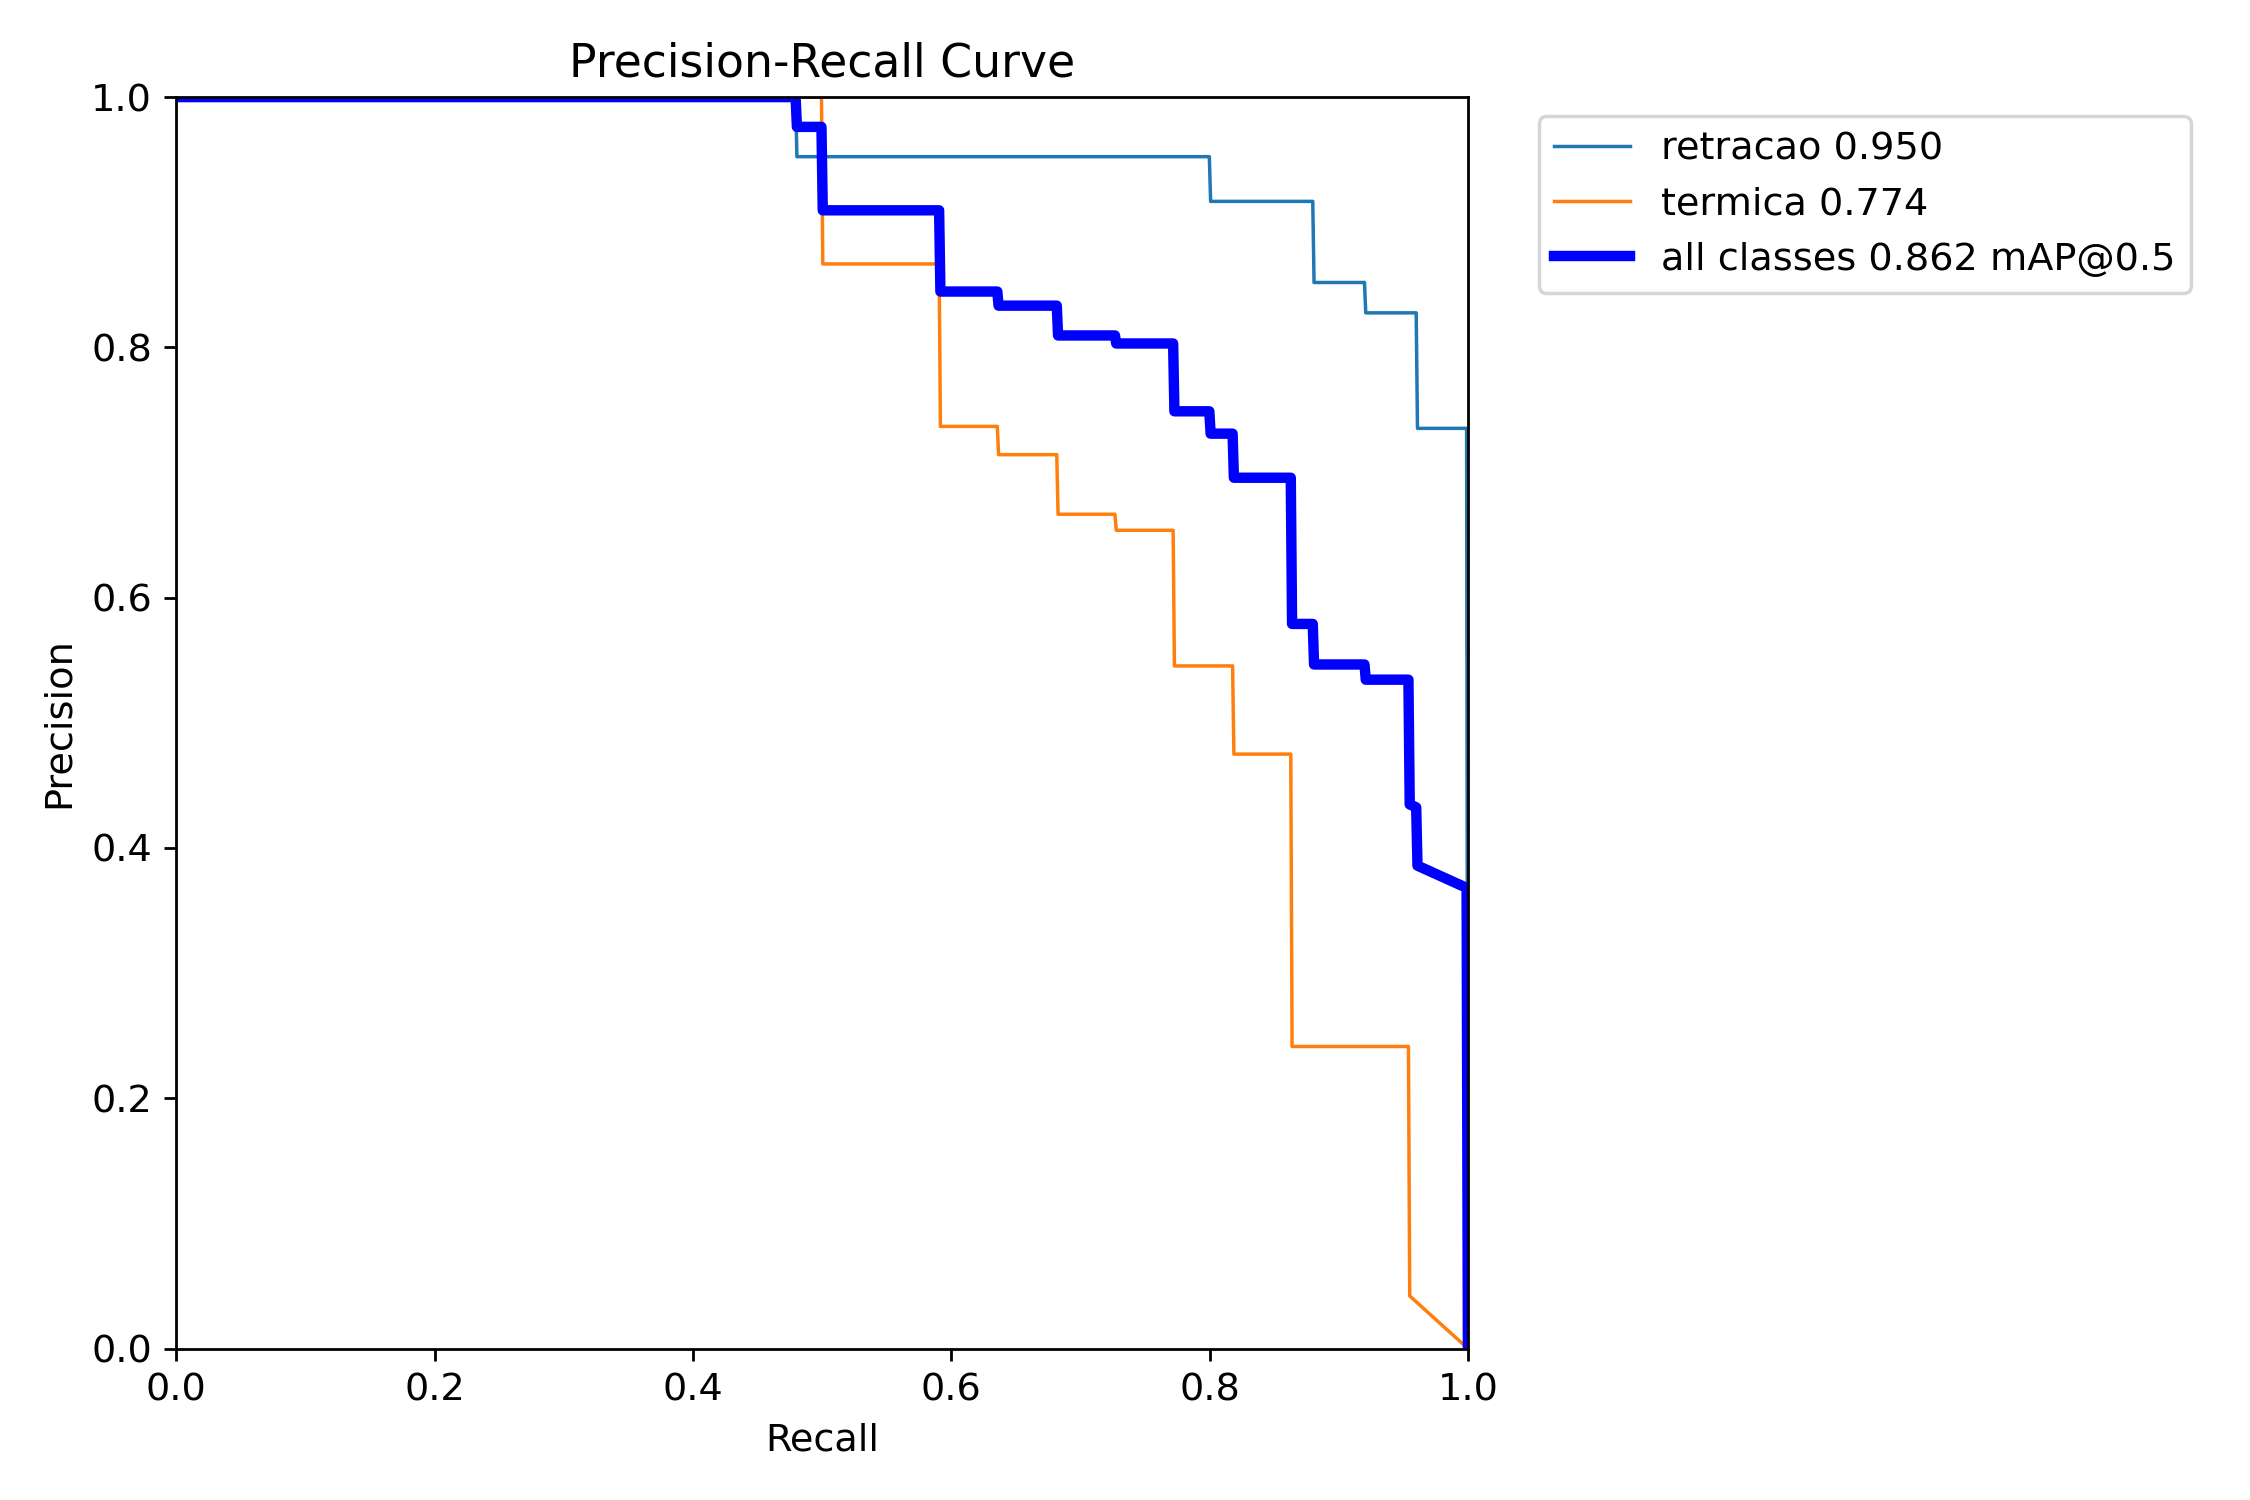 Precision-Recall Curve
retracao 0.950
termica 0.774
all classes 0.862 mAP@0.5
1.0
0.8
0.6
0.4
0.2
0.0
Precision
0.0 0.2 0.4 0.6 0.8 1.0
Recall